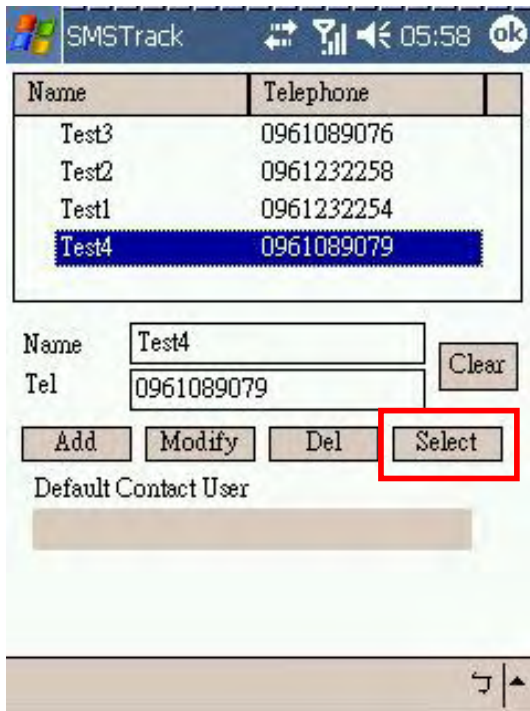 SMSTrack 05:58 ok
Name Telephone
Test3 0961089076
Test2 0961232258
Test1 0961232254
Test4 0961089079
Name Test4
Clear
Tel 0961089079
Add Modify Del Select
Default Contact User
ㄅ